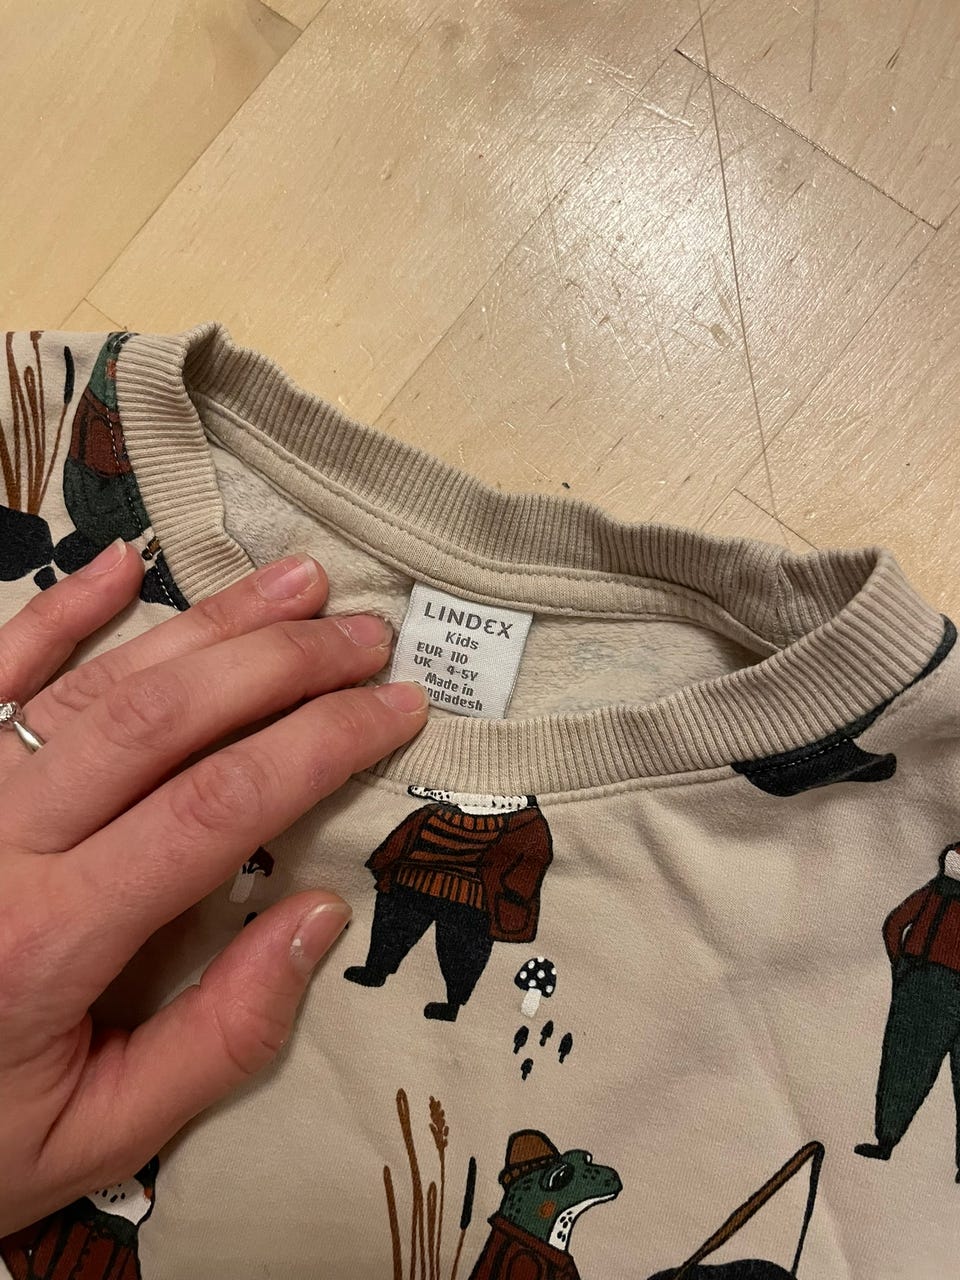 LINDEX
Kids
EUR 110
UK 4-5Y
Made in